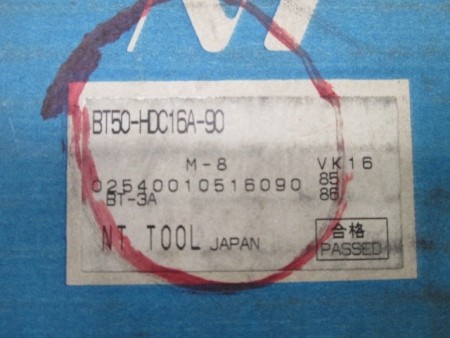 BT50-HDC16A-90
M-8 VK16
02540010516090 85
BT-3A 86
NT TOOL JAPAN
合格
PASSED